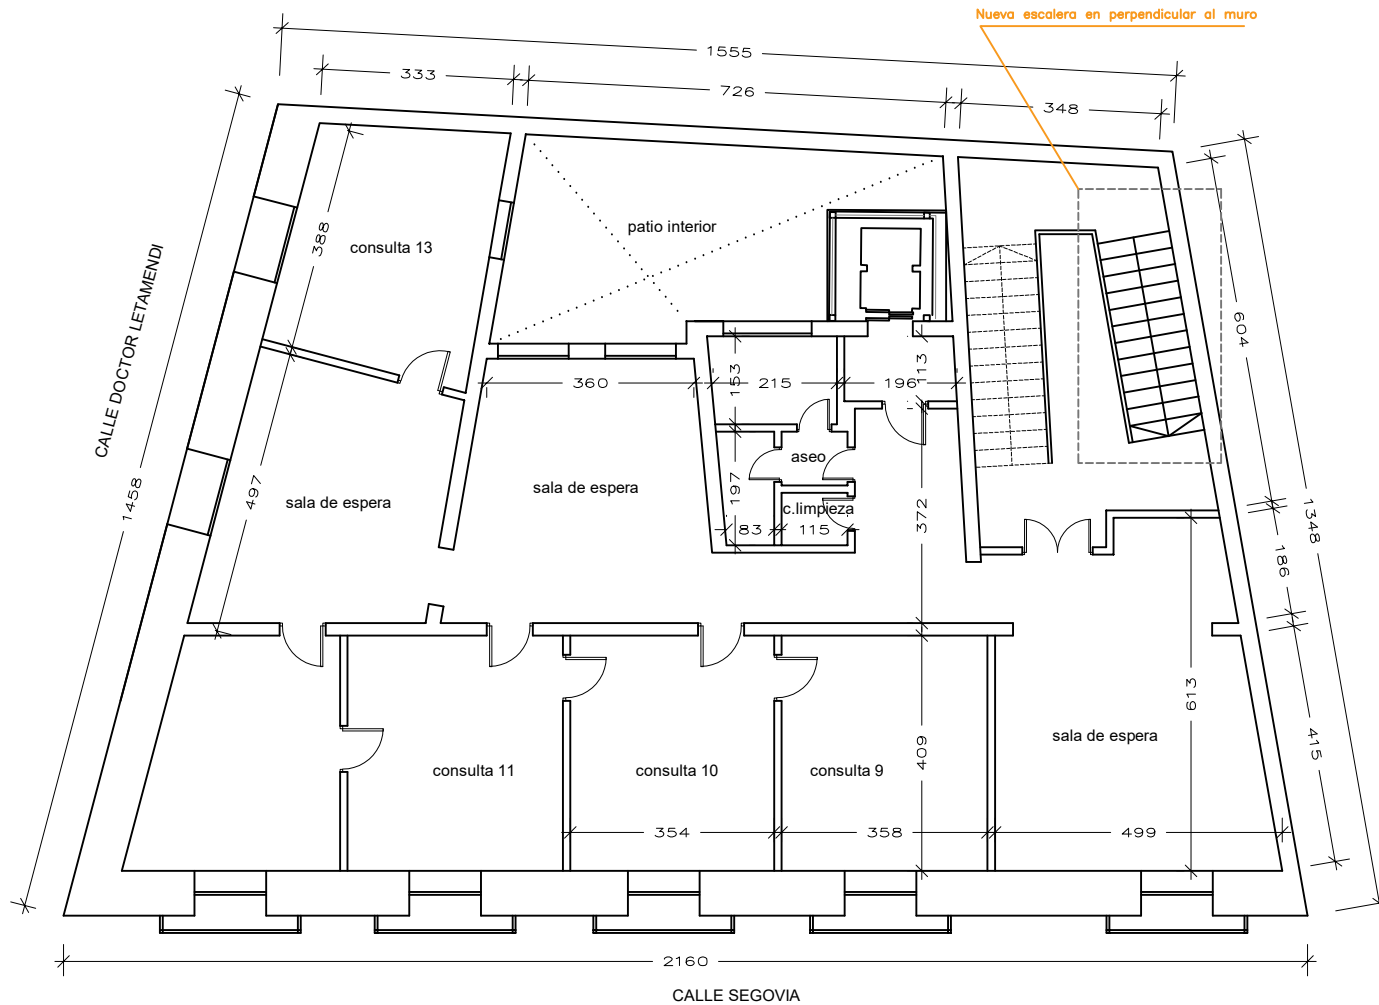 Nueva escalera en perpendicular al muro
1555
333
726
348
388
consulta 13
patio interior
604
CALLE DOCTOR LETAMENDI
1458
360
153
215
196
113
497
sala de espera
sala de espera
aseo
197
c.limpieza
83
115
372
1348
186
613
415
409
sala de espera
consulta 11
consulta 10
consulta 9
354
358
499
2160
CALLE SEGOVIA